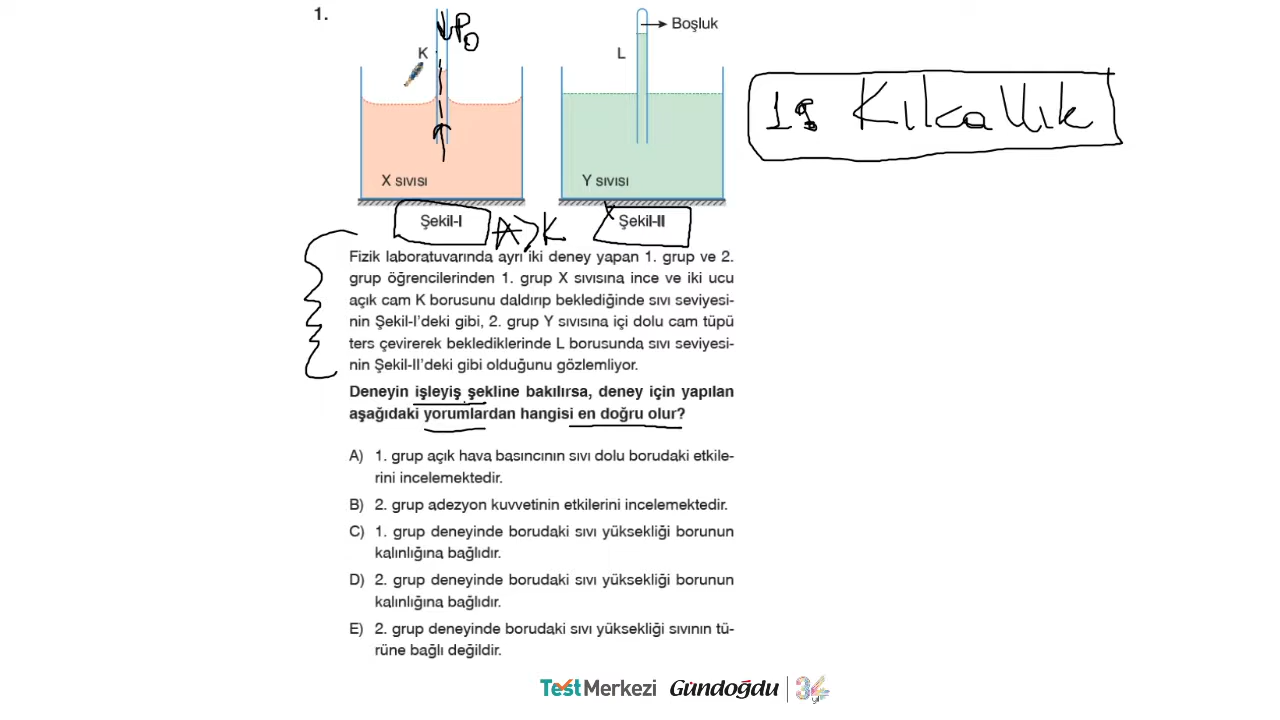 1.
P₀
K
X sıvısı
Şekil-I
A>K
Boşluk
L
Y sıvısı
Şekil-II
1: Kılcallık
Fizik laboratuvarında ayrı iki deney yapan 1. grup ve 2.
grup öğrencilerinden 1. grup X sıvısına ince ve iki ucu
açık cam K borusunu daldırıp beklediğinde sıvı seviyesi-
nin Şekil-I'deki gibi, 2. grup Y sıvısına içi dolu cam tüpü
ters çevirerek beklediklerinde L borusunda sıvı seviyesi-
nin Şekil-II'deki gibi olduğunu gözlemliyor.
Deneyin işleyiş şekline bakılırsa, deney için yapılan
aşağıdaki yorumlardan hangisi en doğru olur?
A) 1. grup açık hava basıncının sıvı dolu borudaki etkile-
rini incelemektedir.
B) 2. grup adezyon kuvvetinin etkilerini incelemektedir.
C) 1. grup deneyinde borudaki sıvı yüksekliği borunun
kalınlığına bağlıdır.
D) 2. grup deneyinde borudaki sıvı yüksekliği borunun
kalınlığına bağlıdır.
E) 2. grup deneyinde borudaki sıvı yüksekliği sıvının tü-
rüne bağlı değildir.
TestMerkezi Gündoğdu 34